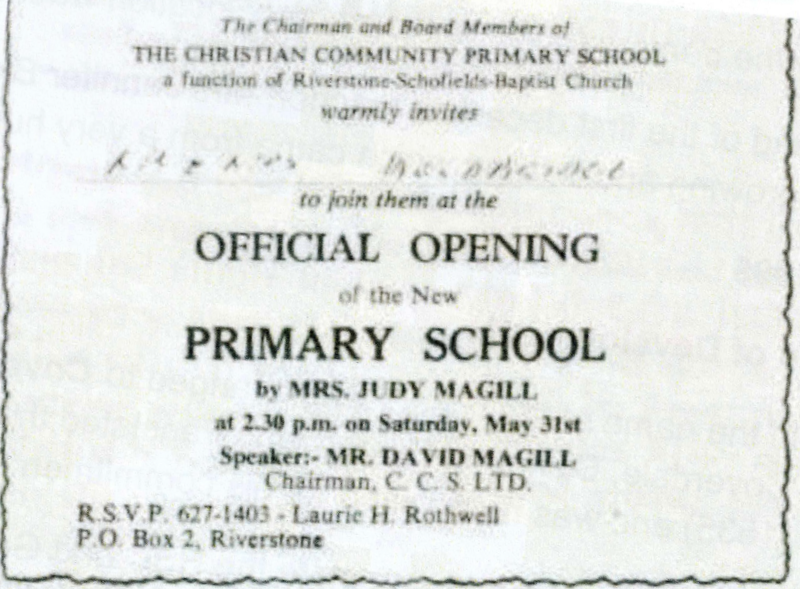 The Chairman and Board Members of
THE CHRISTIAN COMMUNITY PRIMARY SCHOOL
a function of Riverstone-Schofields-Baptist Church
warmly invites
to join them at the
OFFICIAL OPENING
of the New
PRIMARY SCHOOL
by MRS. JUDY MAGILL
at 2.30 p.m. on Saturday, May 31st
Speaker:- MR. DAVID MAGILL
Chairman, C. C. S. LTD.
R.S.V.P. 627-1403 - Laurie H. Rothwell
P.O. Box 2, Riverstone